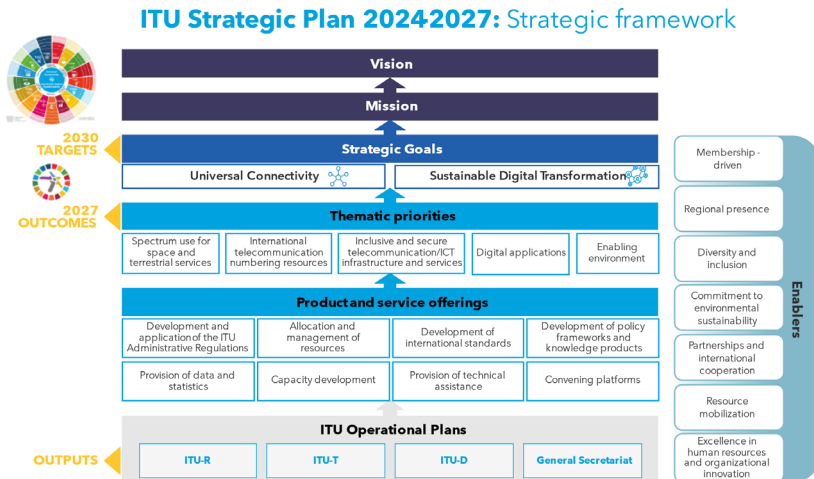 ITU Strategic Plan 20242027: Strategic framework
Vision
Mission
2030
TARGETS
Strategic Goals
Universal Connectivity
Sustainable Digital Transformation
2027
OUTCOMES
Thematic priorities
Spectrum use for
space and
terrestrial services
International
telecommunication
numbering resources
Inclusive and secure
telecommunication/ICT
infrastructure and services
Digital applications
Enabling
environment
Product and service offerings
Development and
application of the ITU
Administrative Regulations
Allocation and
management of
resources
Development of
international standards
Development of policy
frameworks and
knowledge products
Provision of data and
statistics
Capacity development
Provision of technical
assistance
Convening platforms
ITU Operational Plans
OUTPUTS
ITU-R
ITU-T
ITU-D
General Secretariat
Membership -
driven
Regional presence
Diversity and
inclusion
Commitment to
environmental
sustainability
Partnerships and
international
cooperation
Resource
mobilization
Excellence in
human resources
and organizational
innovation
Enablers